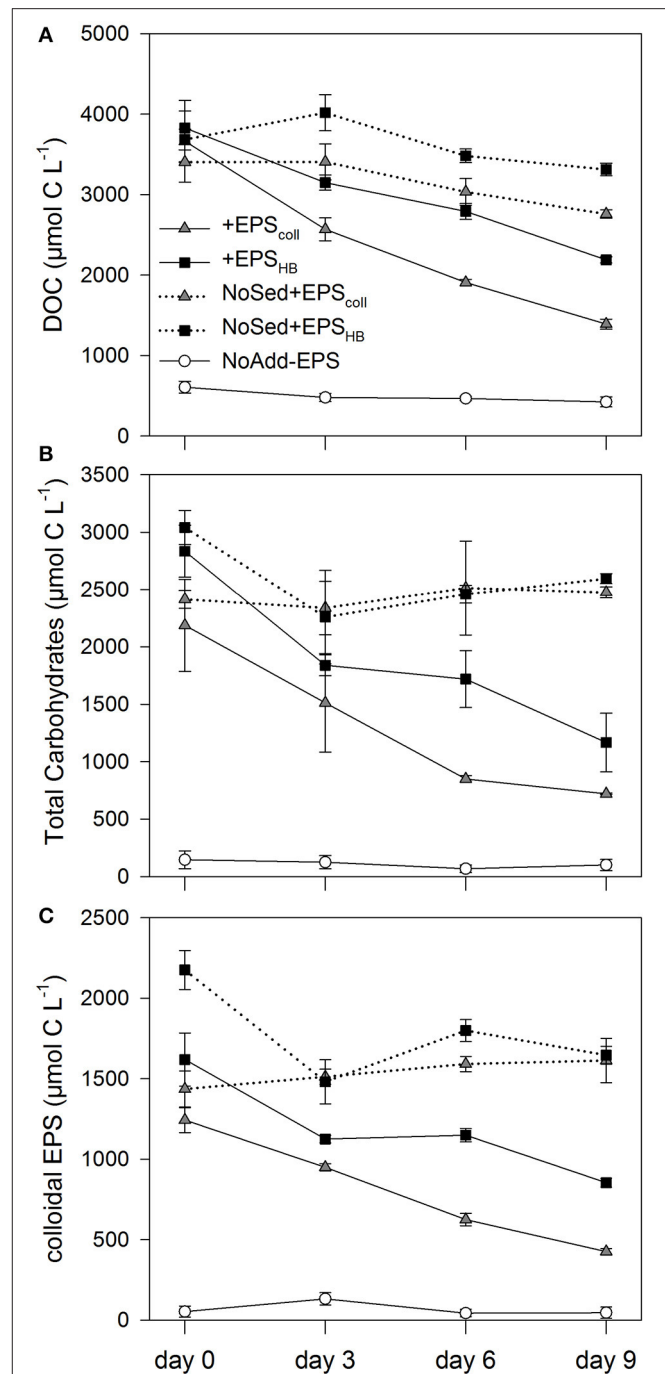 A
5000
4000
3000
2000
1000
0
DOC (µmol C L⁻¹)
+EPScoll
+EPSHB
NoSed+EPScoll
NoSed+EPSHB
NoAdd-EPS
B
3500
3000
2500
2000
1500
1000
500
0
Total Carbohydrates (µmol C L⁻¹)
C
2500
2000
1500
1000
500
0
colloidal EPS (µmol C L⁻¹)
day 0 day 3 day 6 day 9